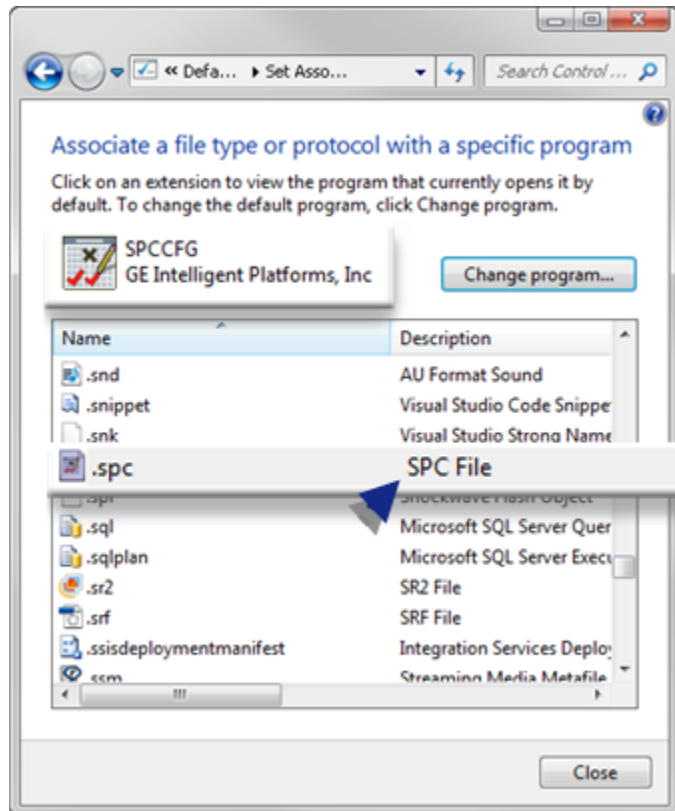 « Defa... ▸ Set Asso...
Search Control ...
Associate a file type or protocol with a specific program
Click on an extension to view the program that currently opens it by
default. To change the default program, click Change program.
SPCCFG
GE Intelligent Platforms, Inc
Change program...
Name Description
.snd AU Format Sound
.snippet Visual Studio Code Snippe
.snk Visual Studio Strong Name
.spc SPC File
.spl Shockwave Flash Object
.sql Microsoft SQL Server Quer
.sqlplan Microsoft SQL Server Execu
.sr2 SR2 File
.srf SRF File
.ssisdeploymentmanifest Integration Services Deploy
.ssm Streaming Media Metafile
Close